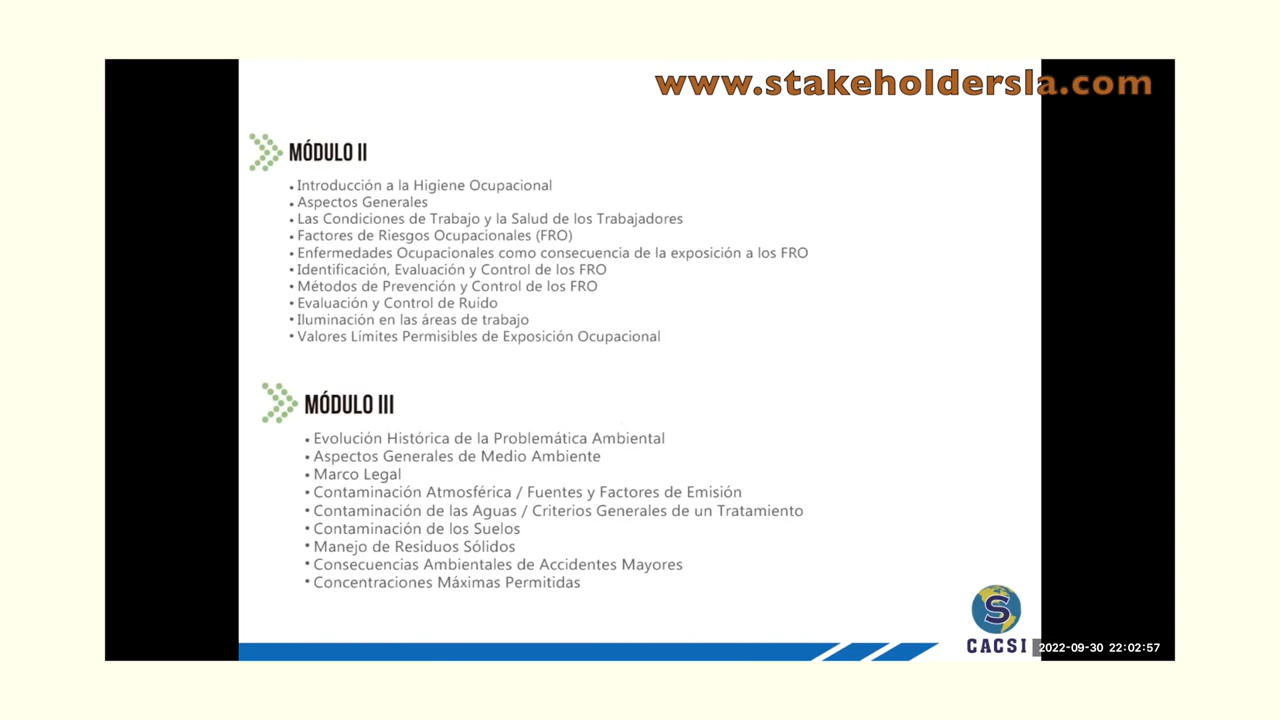 www.stakeholdersla.com
MÓDULO II
• Introducción a la Higiene Ocupacional
• Aspectos Generales
• Las Condiciones de Trabajo y la Salud de los Trabajadores
• Factores de Riesgos Ocupacionales (FRO)
• Enfermedades Ocupacionales como consecuencia de la exposición a los FRO
• Identificación, Evaluación y Control de los FRO
• Métodos de Prevención y Control de los FRO
• Evaluación y Control de Ruido
• Iluminación en las áreas de trabajo
• Valores Límites Permisibles de Exposición Ocupacional
MÓDULO III
• Evolución Histórica de la Problemática Ambiental
• Aspectos Generales de Medio Ambiente
• Marco Legal
• Contaminación Atmosférica / Fuentes y Factores de Emisión
• Contaminación de las Aguas / Criterios Generales de un Tratamiento
• Contaminación de los Suelos
• Manejo de Residuos Sólidos
• Consecuencias Ambientales de Accidentes Mayores
• Concentraciones Máximas Permitidas
S
CACSI
2022-09-30 22:02:57